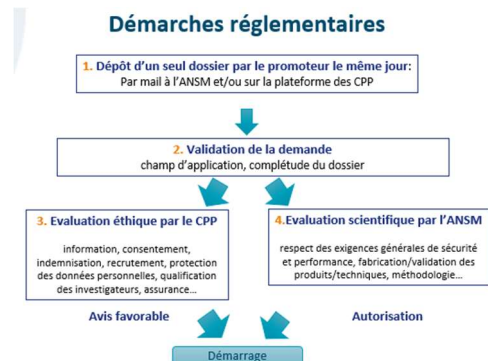 Démarches réglementaires
1. Dépôt d'un seul dossier par le promoteur le même jour:
Par mail à l'ANSM et/ou sur la plateforme des CPP
2. Validation de la demande
champ d'application, complétude du dossier
3. Evaluation éthique par le CPP
information, consentement,
indemnisation, recrutement, protection
des données personnelles, qualification
des investigateurs, assurance...
4.Evaluation scientifique par l'ANSM
respect des exigences générales de sécurité
et performance, fabrication/validation des
produits/techniques, méthodologie...
Avis favorable
Autorisation
Démarrage